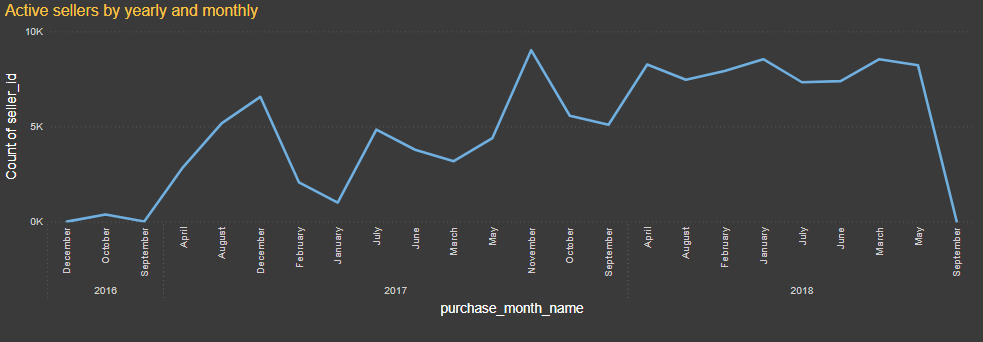 Active sellers by yearly and monthly
10K
5K
0K
Count of seller_id
December
October
September
April
August
December
February
January
July
June
March
May
November
October
September
April
August
February
January
July
June
March
May
September
2016
2017
2018
purchase_month_name